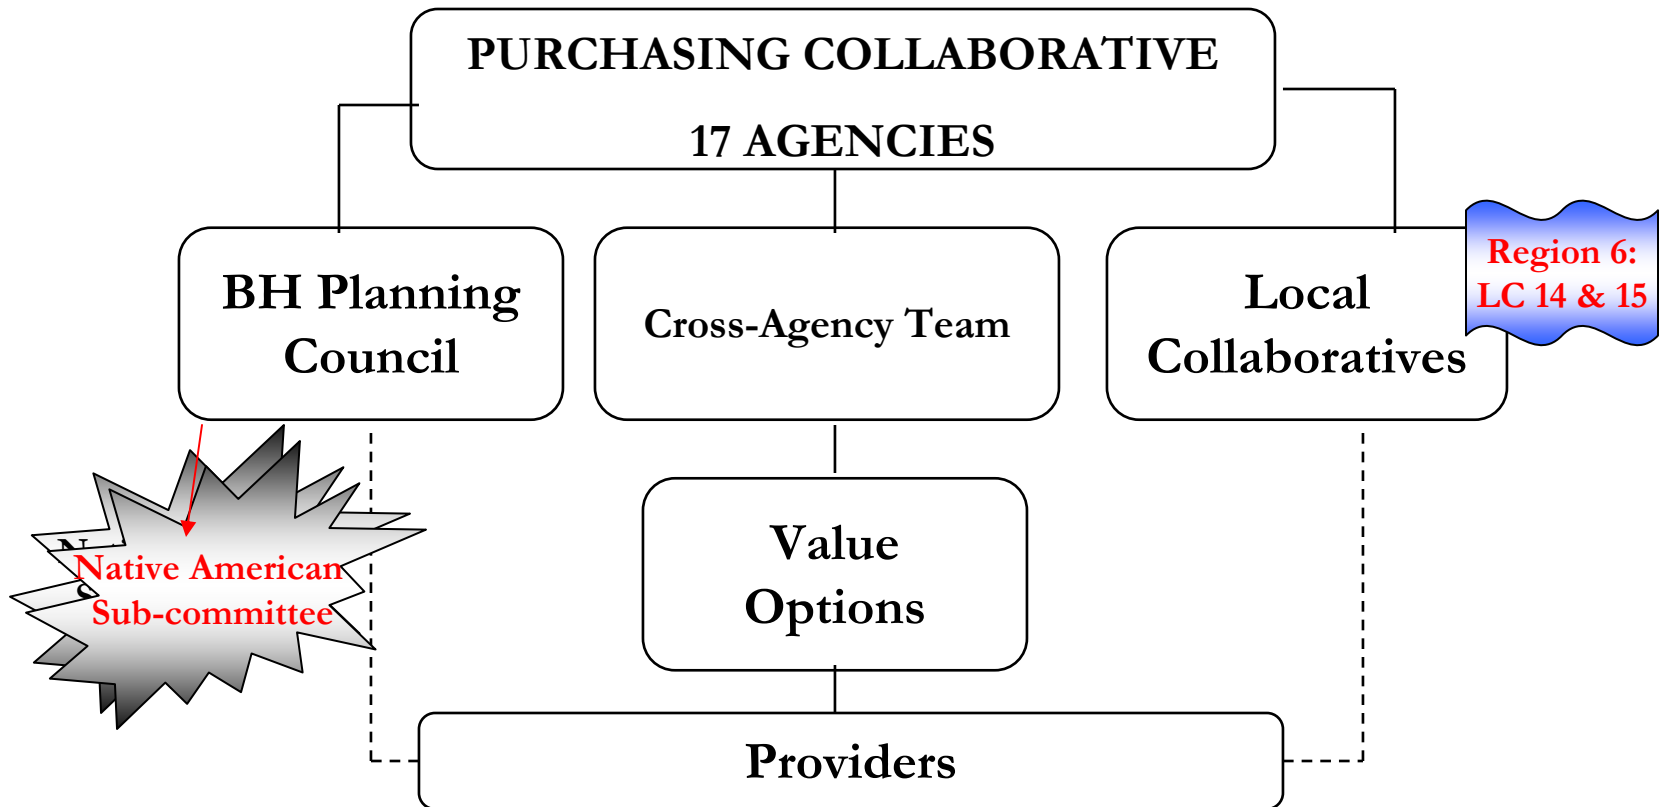 PURCHASING COLLABORATIVE
17 AGENCIES
BH Planning
Council
Cross-Agency Team
Local
Collaboratives
Region 6:
LC 14 & 15
Native American
Sub-committee
Value
Options
Providers